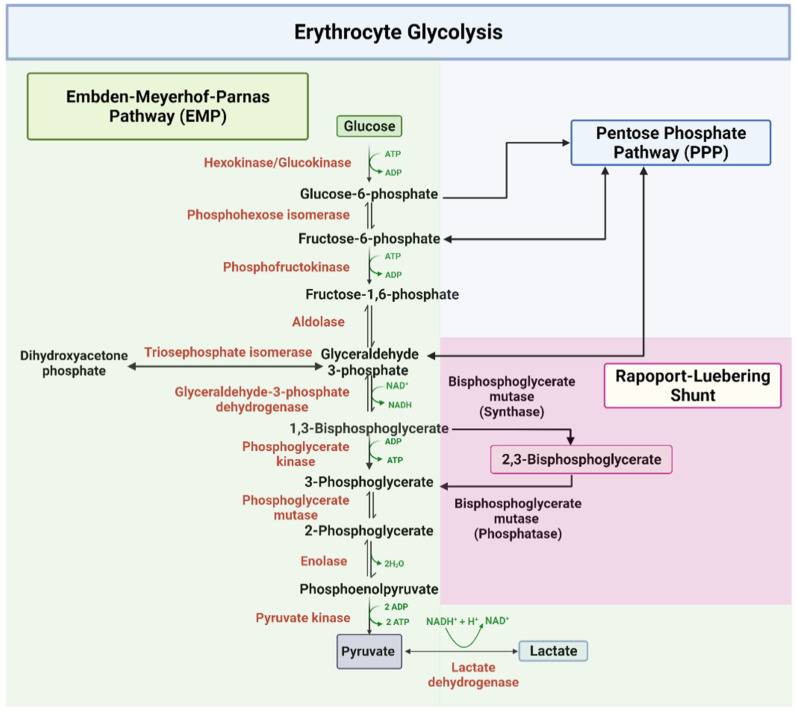 Erythrocyte Glycolysis
Embden-Meyerhof-Parnas
Pathway (EMP)
Glucose
Pentose Phosphate
Pathway (PPP)
Hexokinase/Glucokinase
ATP
ADP
Glucose-6-phosphate
Phosphohexose isomerase
Fructose-6-phosphate
Phosphofructokinase
ATP
ADP
Fructose-1,6-phosphate
Aldolase
Dihydroxyacetone
phosphate
Triosephosphate isomerase
Glyceraldehyde
3-phosphate
Rapoport-Luebering
Shunt
Glyceraldehyde-3-phosphate
dehydrogenase
NAD⁺
NADH
Bisphosphoglycerate
mutase
(Synthase)
1,3-Bisphosphoglycerate
Phosphoglycerate
kinase
ADP
ATP
2,3-Bisphosphoglycerate
3-Phosphoglycerate
Phosphoglycerate
mutase
Bisphosphoglycerate
mutase
(Phosphatase)
2-Phosphoglycerate
Enolase
2H₂O
Phosphoenolpyruvate
Pyruvate kinase
2 ADP
2 ATP
NADH⁺ + H⁺
NAD⁺
Pyruvate
Lactate
Lactate
dehydrogenase